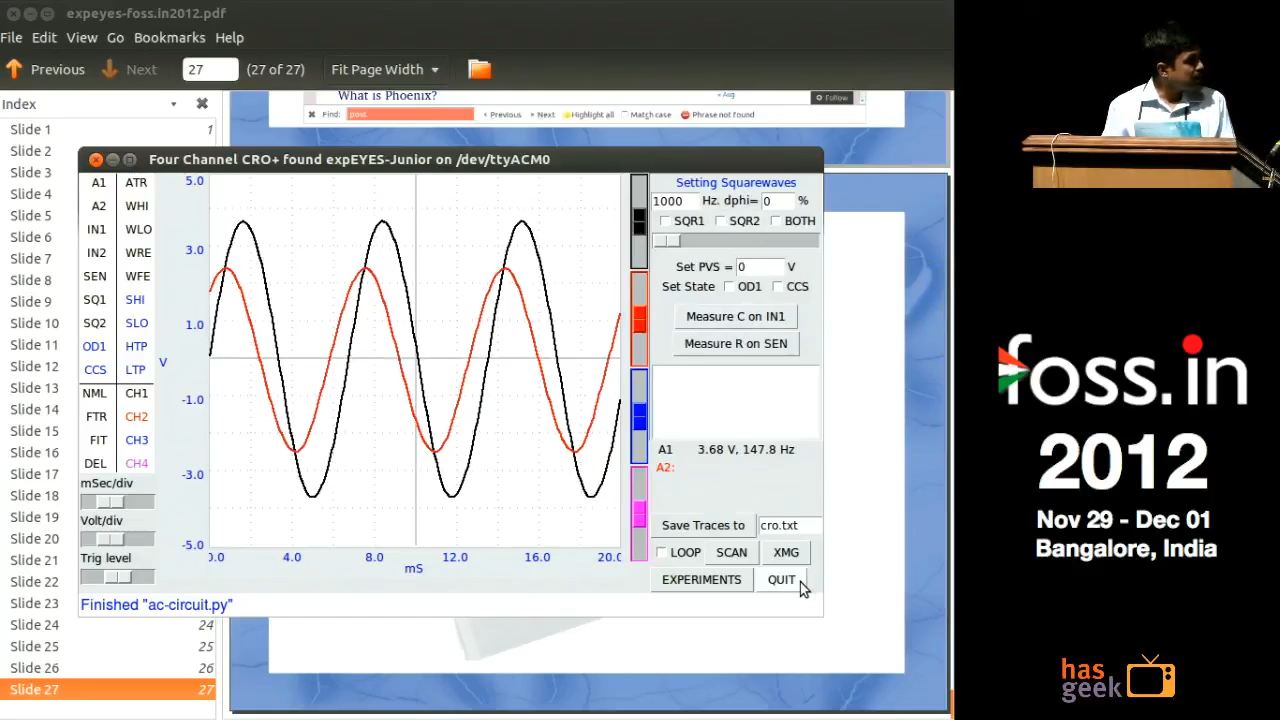 expeyes-foss.in2012.pdf
File Edit View Go Bookmarks Help
Previous Next 27 (27 of 27) Fit Page Width
Index
Slide 1 1
Slide 2
Slide 3
Slide 4
Slide 5
Slide 6
Slide 7
Slide 8
Slide 9
Slide 10
Slide 11
Slide 12
Slide 13
Slide 14
Slide 15
Slide 16
Slide 17
Slide 18
Slide 19
Slide 20
Slide 21
Slide 22
Slide 23
Slide 24 24
Slide 25 25
Slide 26 26
Slide 27 27
What is Phoenix?
« Aug
Follow
Find: post Previous Next Highlight all Match case Phrase not found
Four Channel CRO+ found expEYES-Junior on /dev/ttyACM0
A1 ATR
A2 WHI
IN1 WLO
IN2 WRE
SEN WFE
SQ1 SHI
SQ2 SLO
OD1 HTP
CCS LTP
NML CH1
FTR CH2
FIT CH3
DEL CH4
mSec/div
Volt/div
Trig level
5.0
3.0
1.0
V
-1.0
-3.0
-5.0
0.0 4.0 8.0 12.0 16.0 20.0
mS
Setting Squarewaves
1000 Hz. dphi= 0 %
SQR1 SQR2 BOTH
Set PVS = 0 V
Set State OD1 CCS
Measure C on IN1
Measure R on SEN
A1 3.68 V, 147.8 Hz
A2:
Save Traces to cro.txt
LOOP SCAN XMG
EXPERIMENTS QUIT
Finished "ac-circuit.py"
foss.in
2012
Nov 29 - Dec 01
Bangalore, India
has
geek